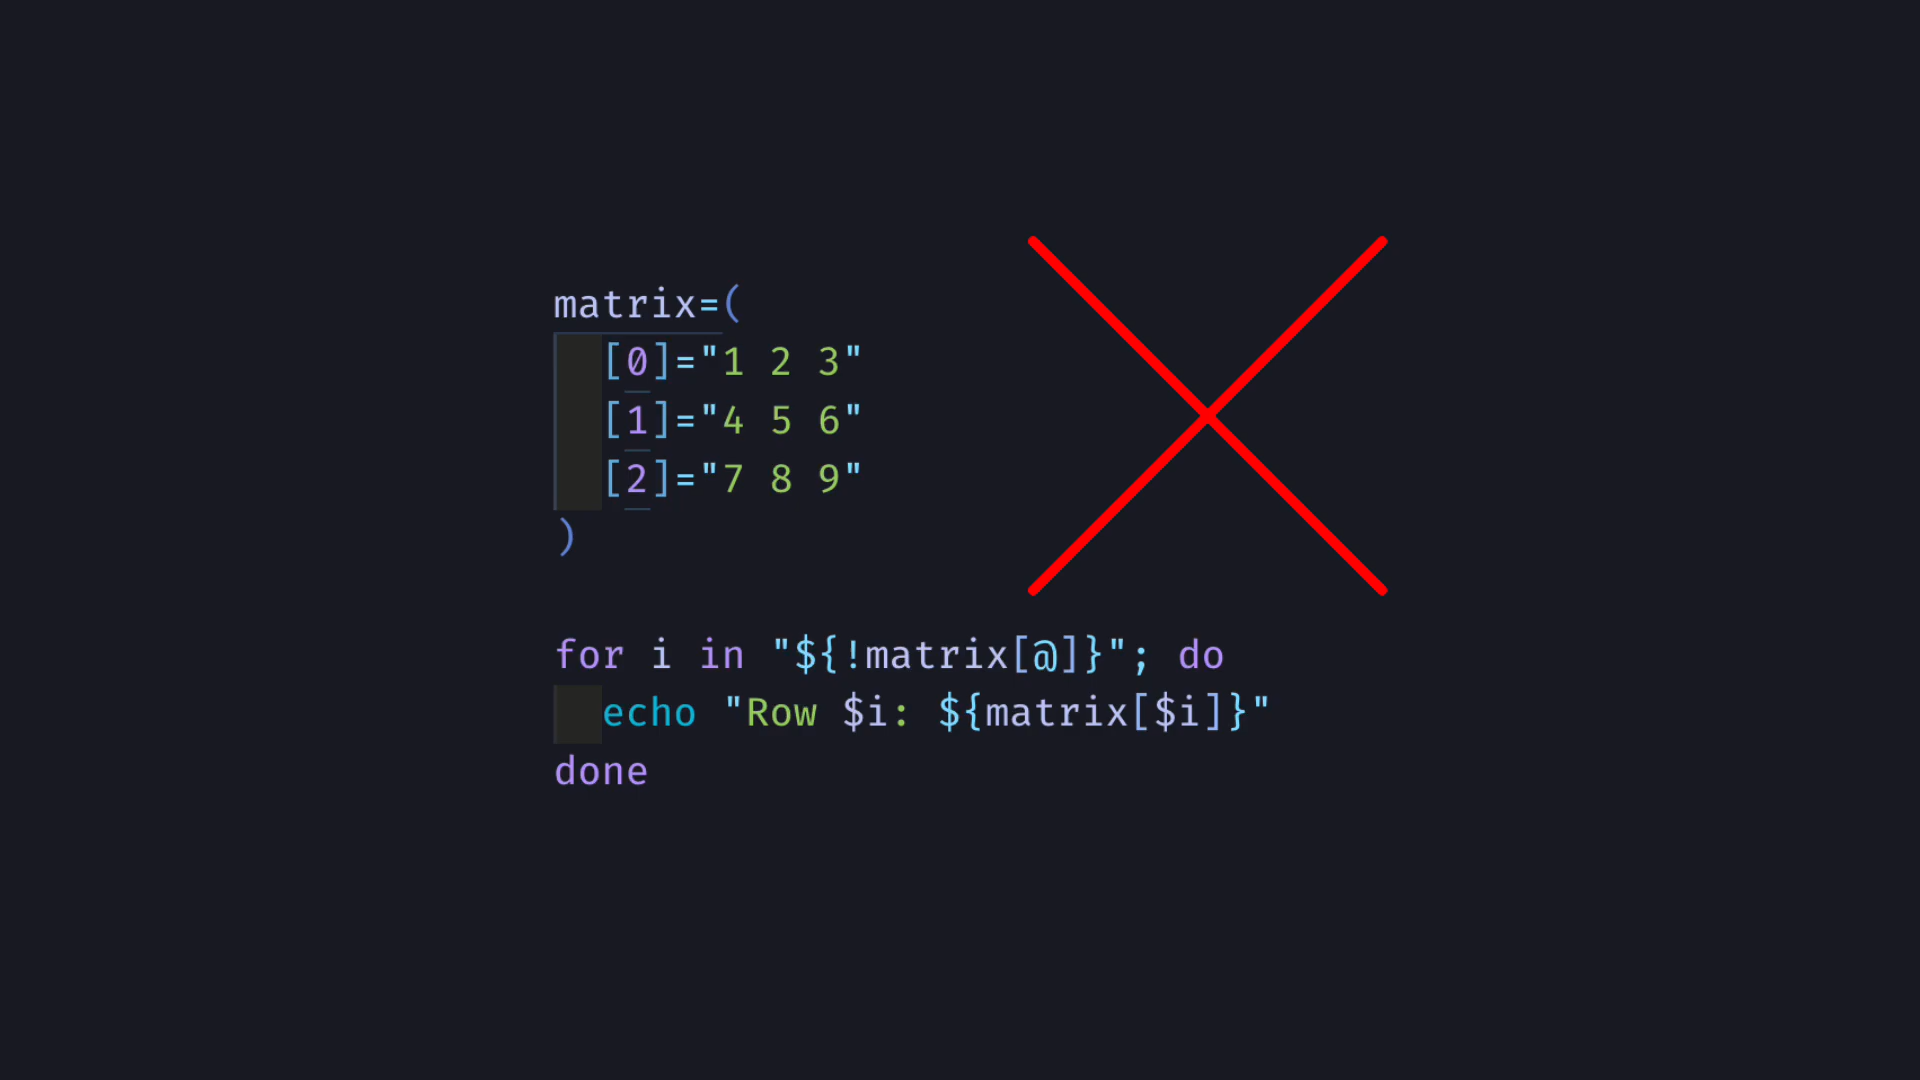 matrix=(
    [0]="1 2 3"
    [1]="4 5 6"
    [2]="7 8 9"
)
for i in "${!matrix[@]}"; do
  echo "Row $i: ${matrix[$i]}"
done